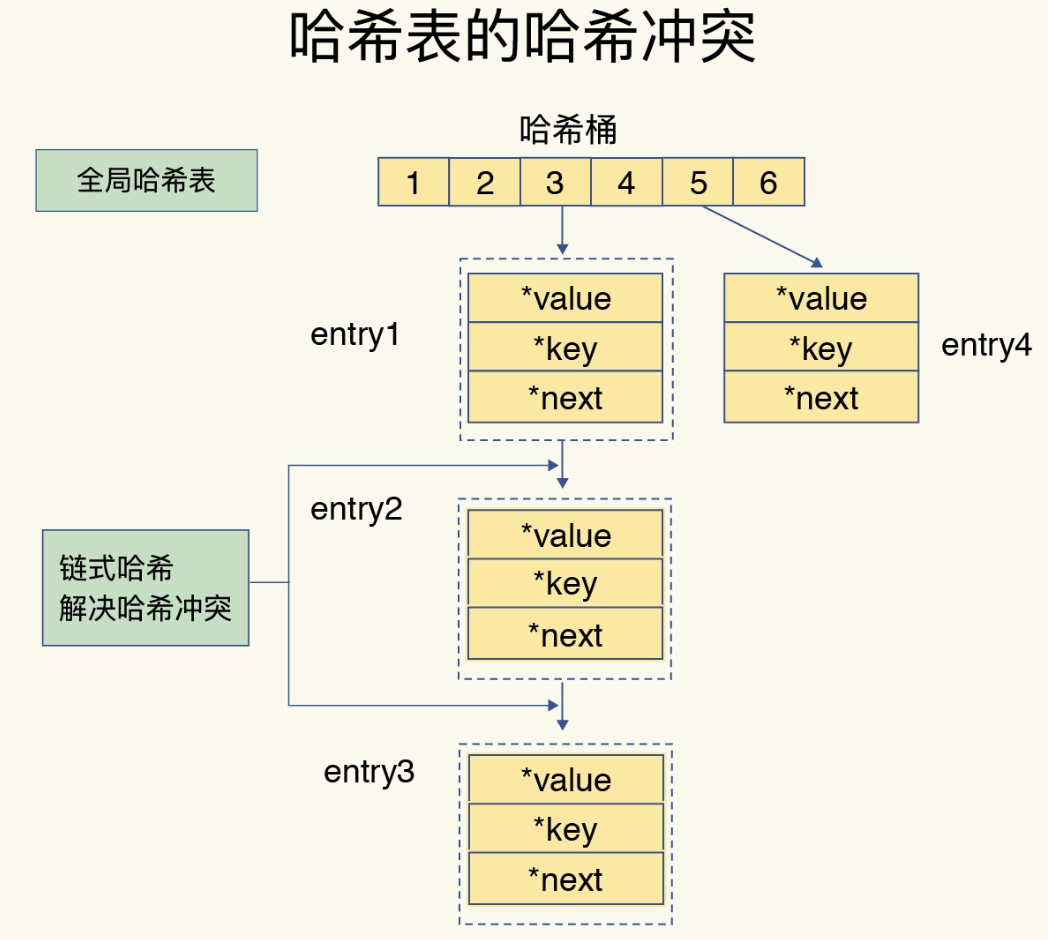 哈希表的哈希冲突
哈希桶
全局哈希表
1 2 3 4 5 6
entry1
*value
*key
*next
*value
*key
*next
entry4
链式哈希
解决哈希冲突
entry2
*value
*key
*next
entry3
*value
*key
*next